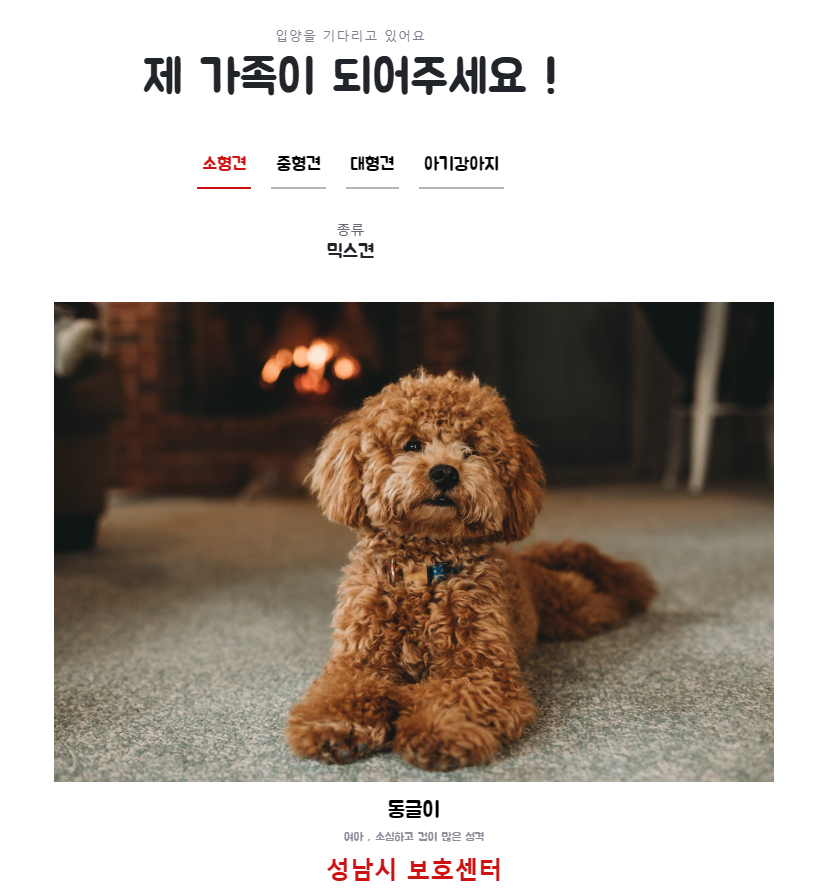 입양을 기다리고 있어요
제 가족이 되어주세요 !
소형견 중형견 대형견 아기강아지
종류
믹스견
동글이
여아 , 소심하고 겁이 많은 성격
성남시 보호센터